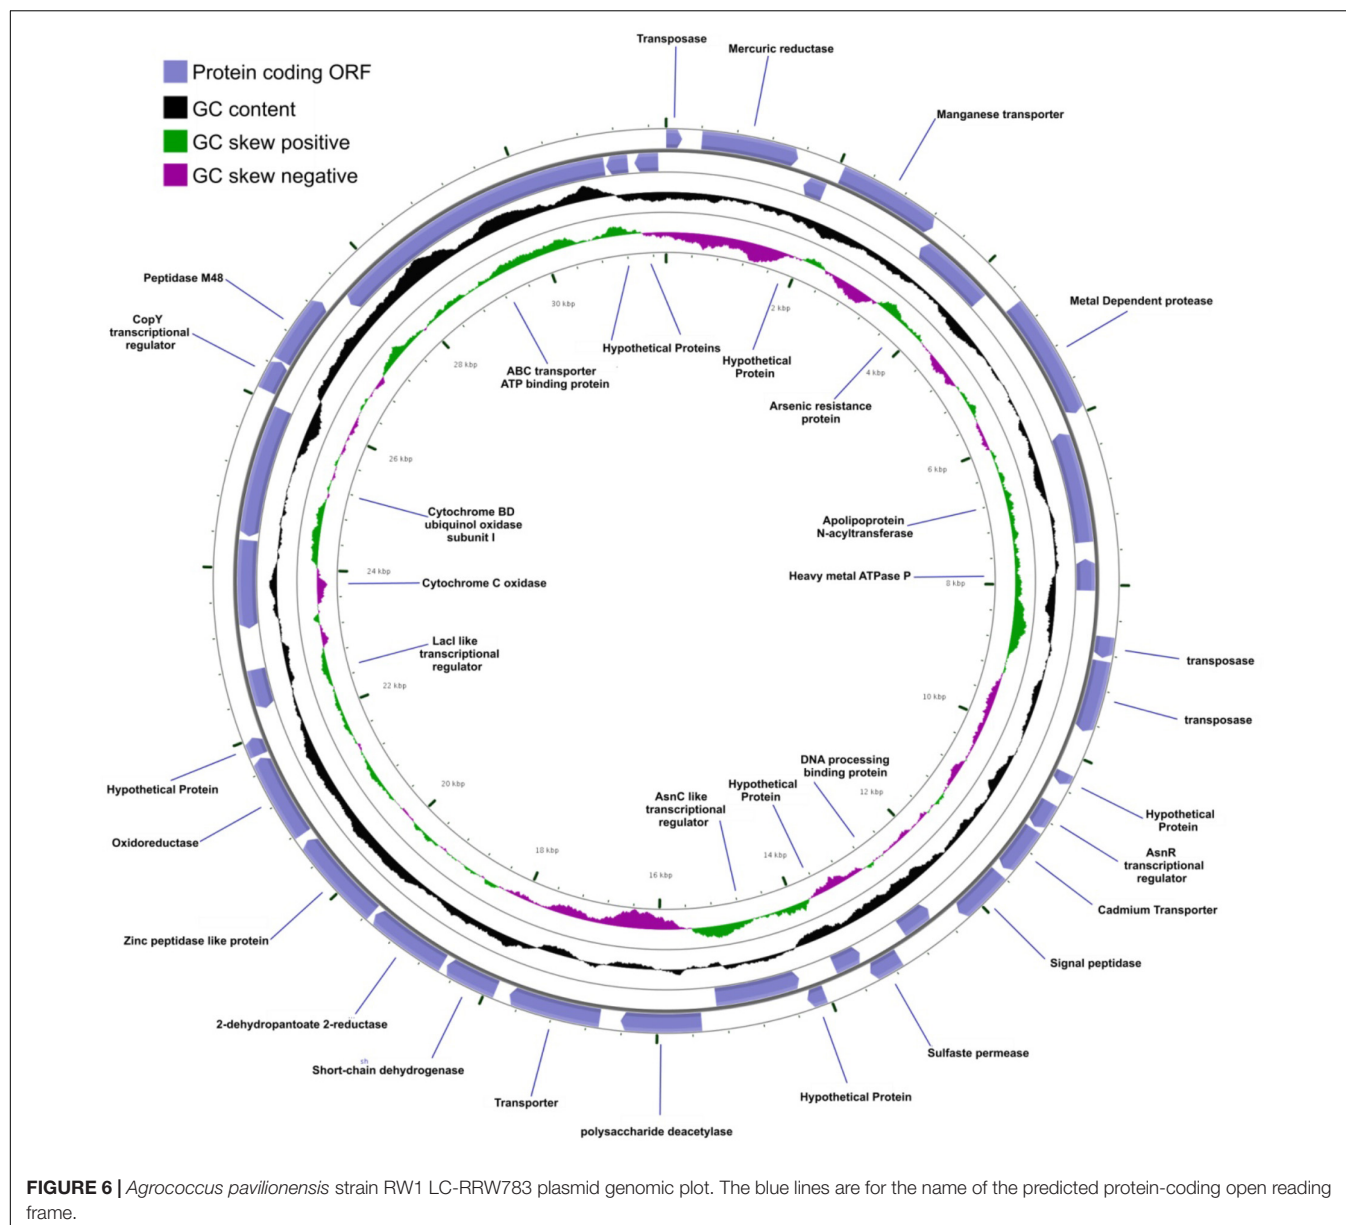 Transposase
Mercuric reductase
Protein coding ORF
GC content
GC skew positive
GC skew negative
Manganese transporter
Peptidase M48
CopY
transcriptional
regulator
Metal Dependent protease
30 kbp
2 kbp
28 kbp
4 kbp
Hypothetical Proteins
Hypothetical
Protein
ABC transporter
ATP binding protein
Arsenic resistance
protein
26 kbp
6 kbp
Cytochrome BD
ubiquinol oxidase
subunit I
Apolipoprotein
N-acyltransferase
24 kbp
Cytochrome C oxidase
Heavy metal ATPase P
8 kbp
LacI like
transcriptional
regulator
transposase
22 kbp
10 kbp
transposase
Hypothetical Protein
20 kbp
12 kbp
DNA processing
binding protein
Hypothetical
Protein
AsnC like
transcriptional
regulator
Hypothetical
Protein
Oxidoreductase
18 kbp
14 kbp
16 kbp
AsnR
transcriptional
regulator
Cadmium Transporter
Zinc peptidase like protein
Signal peptidase
2-dehydropantoate 2-reductase
Sulfaste permease
sh
Short-chain dehydrogenase
Transporter
Hypothetical Protein
polysaccharide deacetylase
FIGURE 6 | Agrococcus pavilionensis strain RW1 LC-RRW783 plasmid genomic plot. The blue lines are for the name of the predicted protein-coding open reading
frame.